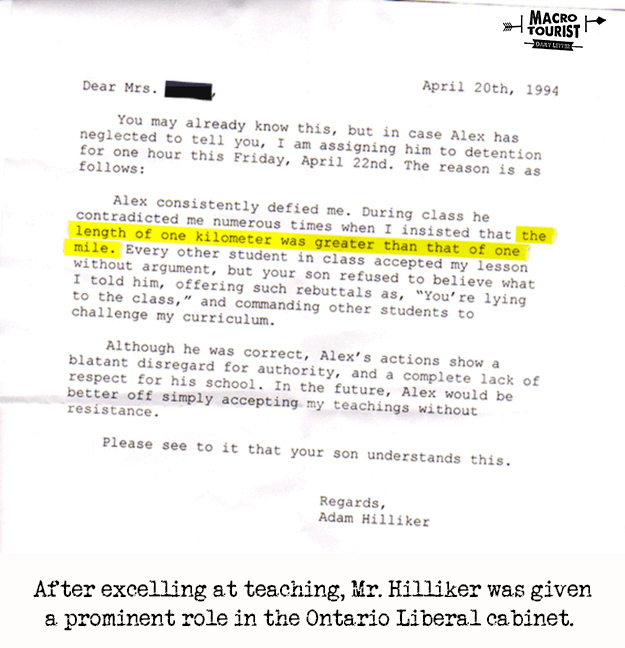 MACRO
TOURIST
DAILY LETTER
Dear Mrs. April 20th, 1994
You may already know this, but in case Alex has
neglected to tell you, I am assigning him to detention
for one hour this Friday, April 22nd. The reason is as
follows:
Alex consistently defied me. During class he
contradicted me numerous times when I insisted that the
length of one kilometer was greater than that of one
mile. Every other student in class accepted my lesson
without argument, but your son refused to believe what
I told him, offering such rebuttals as, "You're lying
to the class," and commanding other students to
challenge my curriculum.
Although he was correct, Alex's actions show a
blatant disregard for authority, and a complete lack of
respect for his school. In the future, Alex would be
better off simply accepting my teachings without
resistance.
Please see to it that your son understands this.
Regards,
Adam Hilliker
After excelling at teaching, Mr. Hilliker was given
a prominent role in the Ontario Liberal cabinet.